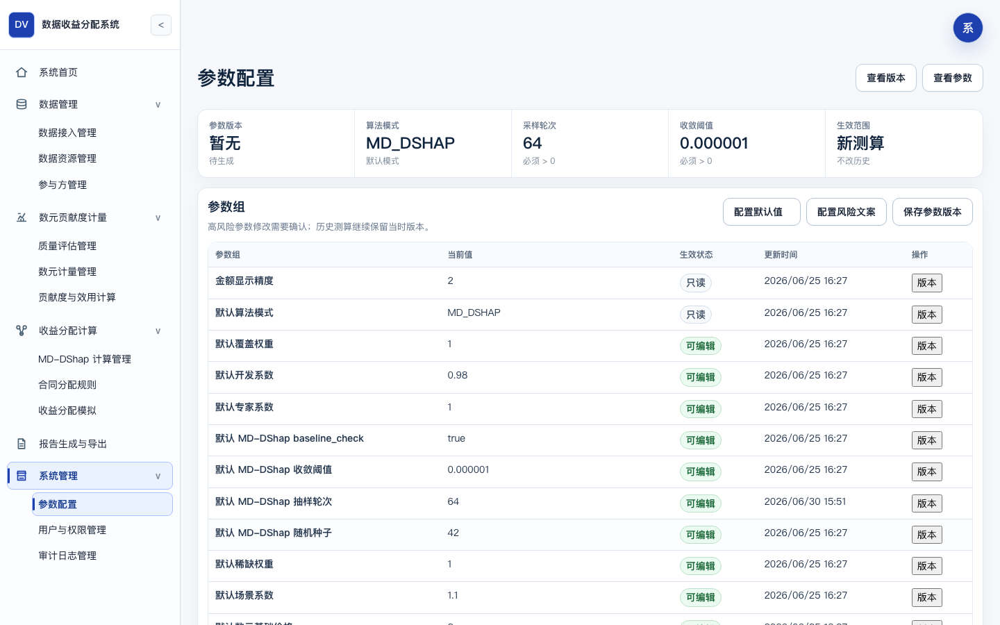 DV 数据收益分配系统 <
系统首页
数据管理 ∨
数据接入管理
数据资源管理
参与方管理
数元贡献度计量 ∨
质量评估管理
数元计量管理
贡献度与效用计算
收益分配计算 ∨
MD-DShap 计算管理
合同分配规则
收益分配模拟
报告生成与导出
系统管理 ∨
参数配置
用户与权限管理
审计日志管理
系
参数配置 查看版本 查看参数
参数版本 算法模式 采样轮次 收敛阈值 生效范围
暂无 MD_DSHAP 64 0.000001 新测算
待生成 默认模式 必须 > 0 必须 > 0 不改历史
参数组 配置默认值 配置风险文案 保存参数版本
高风险参数修改需要确认；历史测算继续保留当时版本。
参数组 当前值 生效状态 更新时间 操作
金额显示精度 2 只读 2026/06/25 16:27 版本
默认算法模式 MD_DSHAP 只读 2026/06/25 16:27 版本
默认覆盖权重 1 可编辑 2026/06/25 16:27 版本
默认开发系数 0.98 可编辑 2026/06/25 16:27 版本
默认专家系数 1 可编辑 2026/06/25 16:27 版本
默认 MD-DShap baseline_check true 可编辑 2026/06/25 16:27 版本
默认 MD-DShap 收敛阈值 0.000001 可编辑 2026/06/25 16:27 版本
默认 MD-DShap 抽样轮次 64 可编辑 2026/06/30 15:51 版本
默认 MD-DShap 随机种子 42 可编辑 2026/06/25 16:27 版本
默认稀缺权重 1 可编辑 2026/06/25 16:27 版本
默认场景系数 1.1 可编辑 2026/06/25 16:27 版本